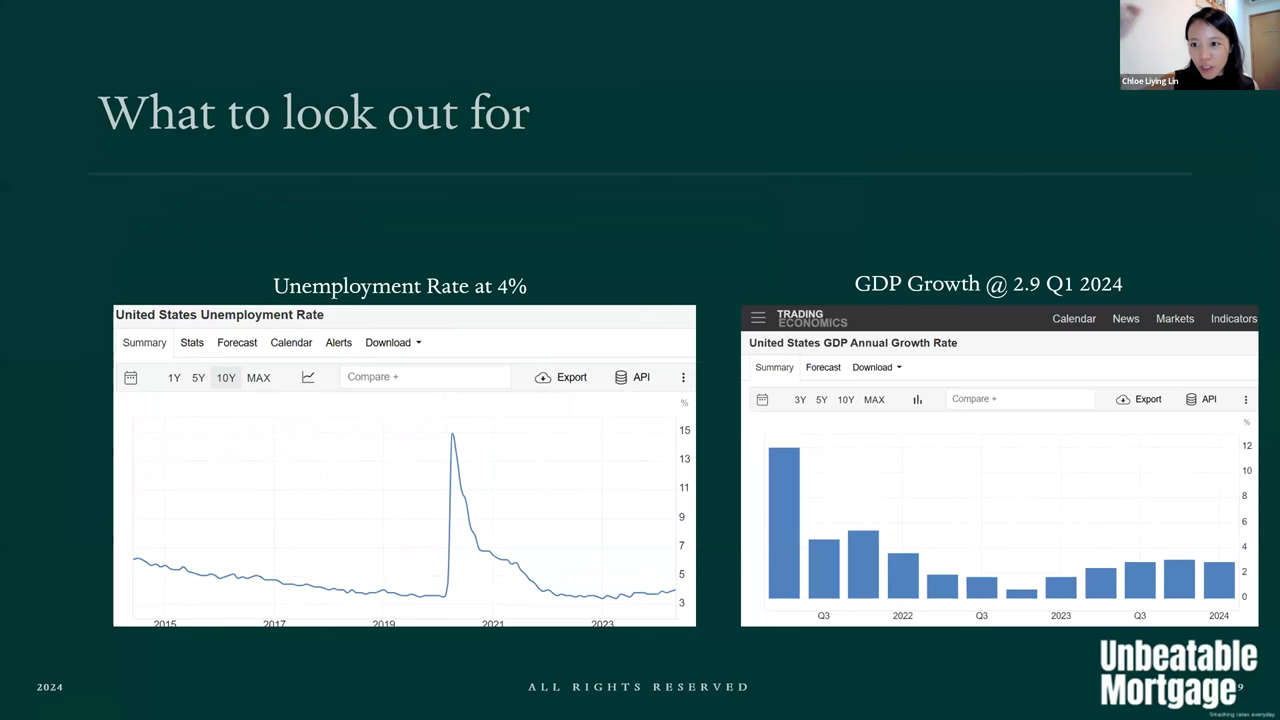 Chloe Liying Lin
What to look out for
Unemployment Rate at 4%
United States Unemployment Rate
Summary Stats Forecast Calendar Alerts Download
1Y 5Y 10Y MAX Compare + Export API
%
15
13
11
9
7
5
3
2015 2017 2019 2021 2023
GDP Growth @ 2.9 Q1 2024
TRADING
ECONOMICS
Calendar News Markets Indicators
United States GDP Annual Growth Rate
Summary Forecast Download
3Y 5Y 10Y MAX Compare + Export API
%
12
10
8
6
4
2
0
Q3 2022 Q3 2023 Q3 2024
2024
ALL RIGHTS RESERVED
Unbeatable
Mortgage
9
Smashing rates everyday